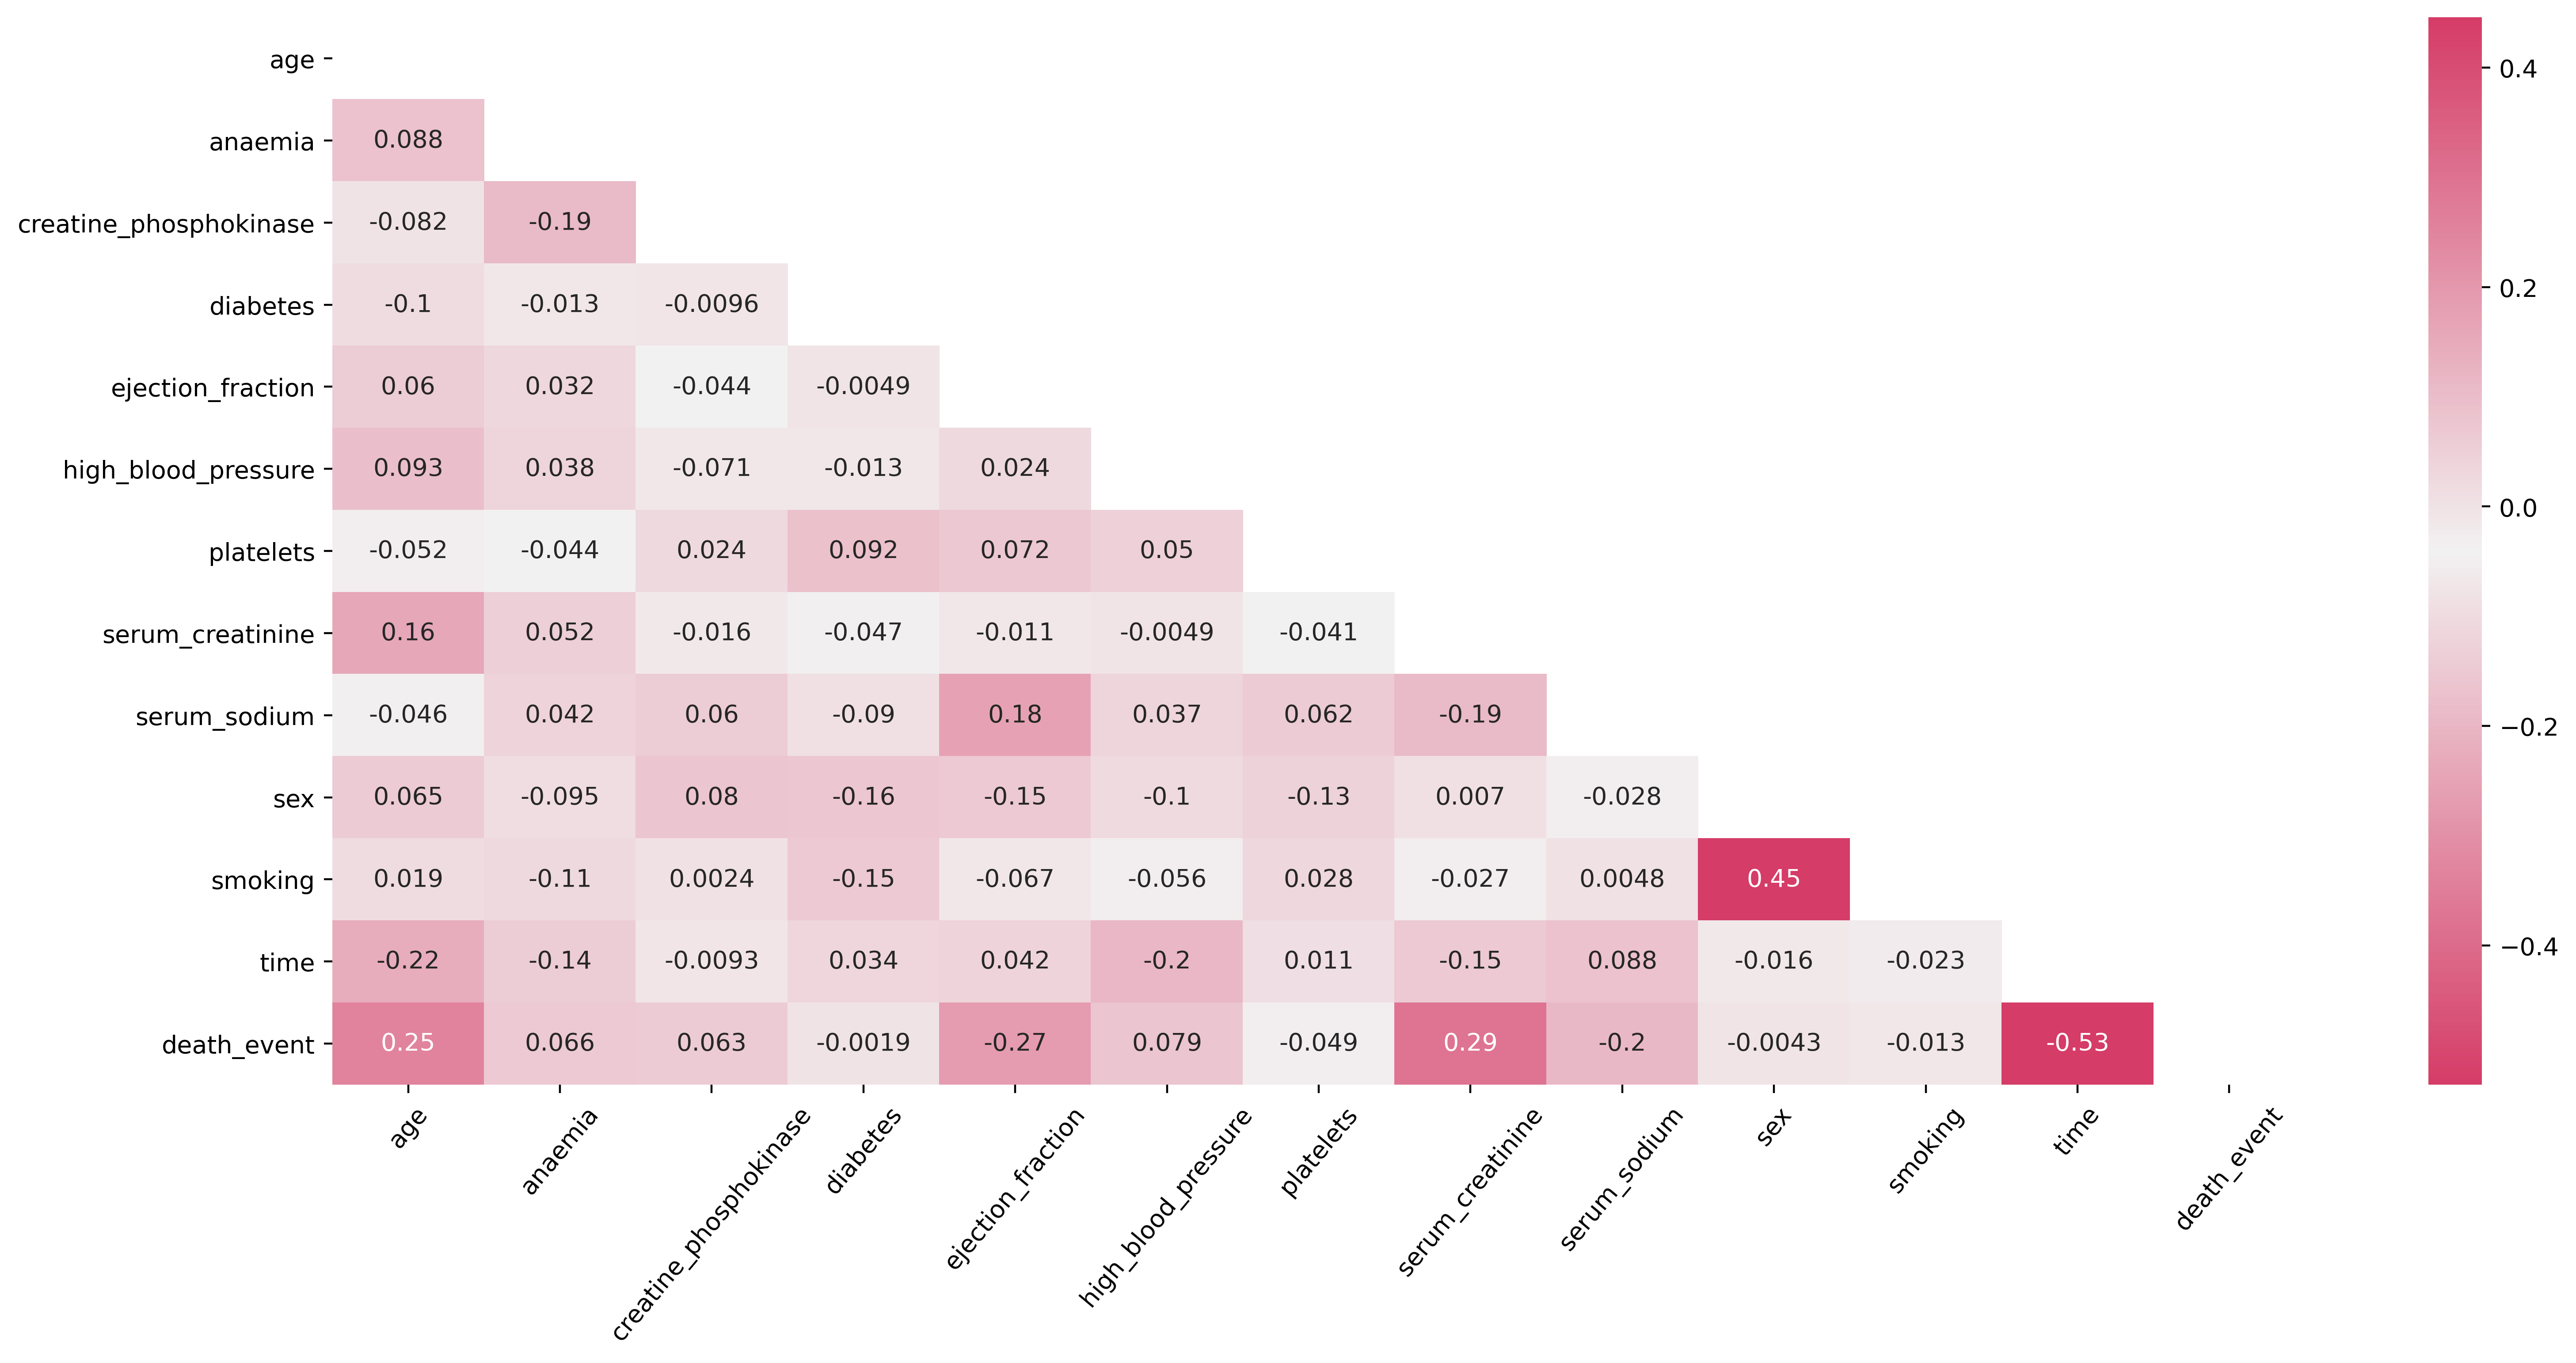 age
anaemia 0.088
creatine_phosphokinase -0.082 -0.19
diabetes -0.1 -0.013 -0.0096
ejection_fraction 0.06 0.032 -0.044 -0.0049
high_blood_pressure 0.093 0.038 -0.071 -0.013 0.024
platelets -0.052 -0.044 0.024 0.092 0.072 0.05
serum_creatinine 0.16 0.052 -0.016 -0.047 -0.011 -0.0049 -0.041
serum_sodium -0.046 0.042 0.06 -0.09 0.18 0.037 0.062 -0.19
sex 0.065 -0.095 0.08 -0.16 -0.15 -0.1 -0.13 0.007 -0.028
smoking 0.019 -0.11 0.0024 -0.15 -0.067 -0.056 0.028 -0.027 0.0048 0.45
time -0.22 -0.14 -0.0093 0.034 0.042 -0.2 0.011 -0.15 0.088 -0.016 -0.023
death_event 0.25 0.066 0.063 -0.0019 -0.27 0.079 -0.049 0.29 -0.2 -0.0043 -0.013 -0.53
age
anaemia
creatine_phosphokinase
diabetes
ejection_fraction
high_blood_pressure
platelets
serum_creatinine
serum_sodium
sex
smoking
time
death_event
0.4
0.2
0.0
−0.2
−0.4